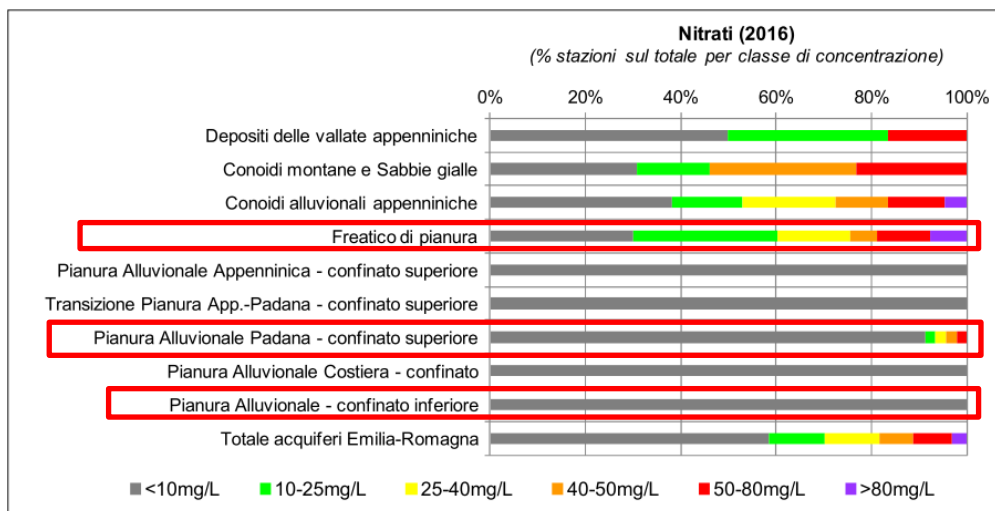 Nitrati (2016)
(% stazioni sul totale per classe di concentrazione)
0% 20% 40% 60% 80% 100%
Depositi delle vallate appenniniche
Conoidi montane e Sabbie gialle
Conoidi alluvionali appenniniche
Freatico di pianura
Pianura Alluvionale Appenninica - confinato superiore
Transizione Pianura App.-Padana - confinato superiore
Pianura Alluvionale Padana - confinato superiore
Pianura Alluvionale Costiera - confinato
Pianura Alluvionale - confinato inferiore
Totale acquiferi Emilia-Romagna
<10mg/L 10-25mg/L 25-40mg/L 40-50mg/L 50-80mg/L >80mg/L